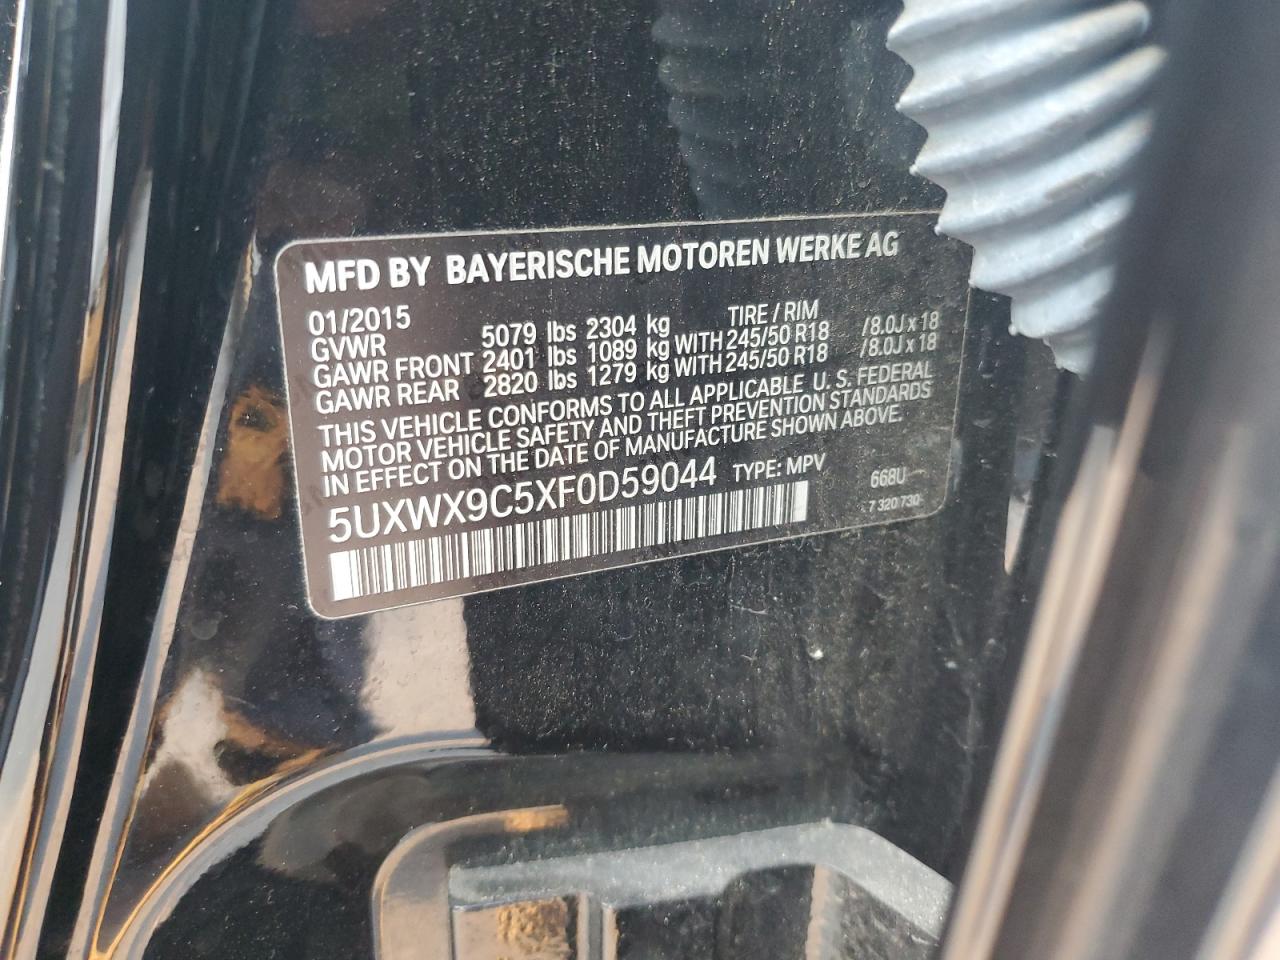 MFD BY BAYERISCHE MOTOREN WERKE AG
01/2015 TIRE / RIM
GVWR 5079 lbs 2304 kg
GAWR FRONT 2401 lbs 1089 kg WITH 245/50 R18 /8.0J x 18
GAWR REAR 2820 lbs 1279 kg WITH 245/50 R18 /8.0J x 18
THIS VEHICLE CONFORMS TO ALL APPLICABLE U. S. FEDERAL
MOTOR VEHICLE SAFETY AND THEFT PREVENTION STANDARDS
IN EFFECT ON THE DATE OF MANUFACTURE SHOWN ABOVE.
5UXWX9C5XF0D59044 TYPE: MPV 668U
7 320 730